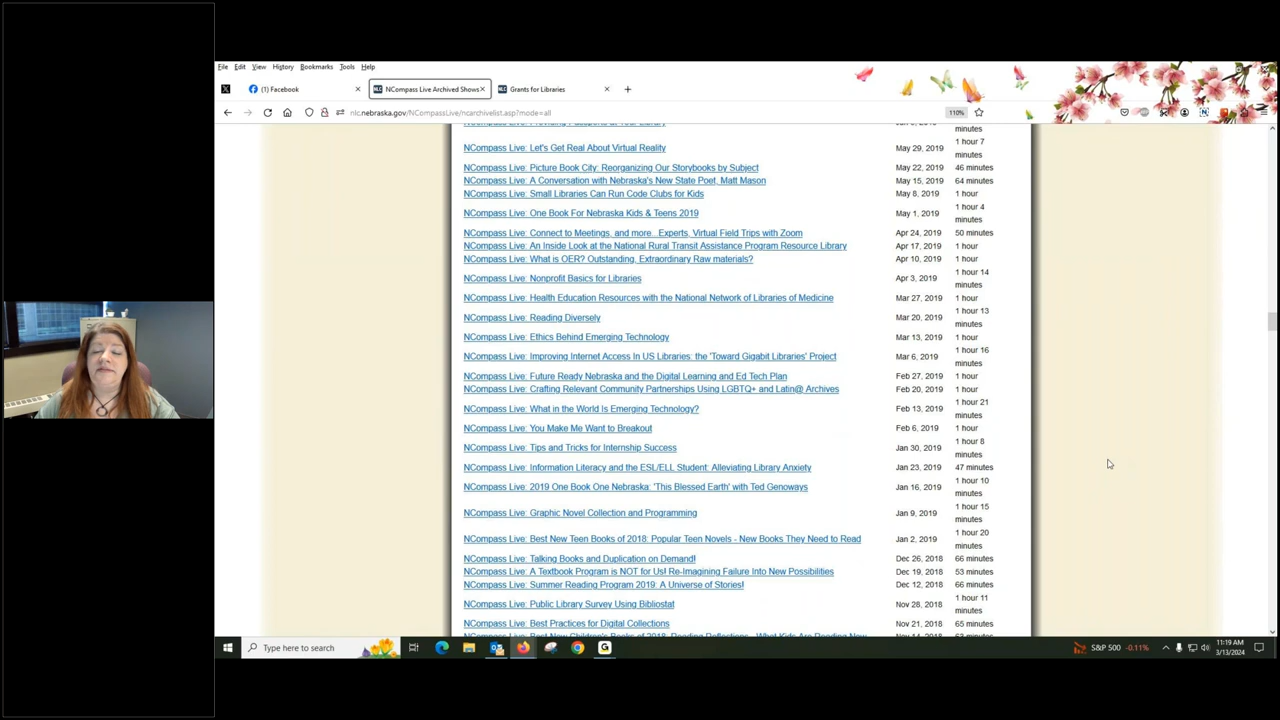 File Edit View History Bookmarks Tools Help
(1) Facebook × NCompass Live Archived Shows × Grants for Libraries × +
nlc.nebraska.gov/NCompassLive/ncarchivelist.asp?mode=all 110%
minutes
NCompass Live: Let's Get Real About Virtual Reality May 29, 2019 1 hour 7 minutes
NCompass Live: Picture Book City: Reorganizing Our Storybooks by Subject May 22, 2019 46 minutes
NCompass Live: A Conversation with Nebraska's New State Poet, Matt Mason May 15, 2019 64 minutes
NCompass Live: Small Libraries Can Run Code Clubs for Kids May 8, 2019 1 hour
NCompass Live: One Book For Nebraska Kids & Teens 2019 May 1, 2019 1 hour 4 minutes
NCompass Live: Connect to Meetings, and more...Experts, Virtual Field Trips with Zoom Apr 24, 2019 50 minutes
NCompass Live: An Inside Look at the National Rural Transit Assistance Program Resource Library Apr 17, 2019 1 hour
NCompass Live: What is OER? Outstanding, Extraordinary Raw materials? Apr 10, 2019 1 hour
NCompass Live: Nonprofit Basics for Libraries Apr 3, 2019 1 hour 14 minutes
NCompass Live: Health Education Resources with the National Network of Libraries of Medicine Mar 27, 2019 1 hour
NCompass Live: Reading Diversely Mar 20, 2019 1 hour 13 minutes
NCompass Live: Ethics Behind Emerging Technology Mar 13, 2019 1 hour
NCompass Live: Improving Internet Access In US Libraries: the 'Toward Gigabit Libraries' Project Mar 6, 2019 1 hour 16 minutes
NCompass Live: Future Ready Nebraska and the Digital Learning and Ed Tech Plan Feb 27, 2019 1 hour
NCompass Live: Crafting Relevant Community Partnerships Using LGBTQ+ and Latin@ Archives Feb 20, 2019 1 hour
NCompass Live: What in the World Is Emerging Technology? Feb 13, 2019 1 hour 21 minutes
NCompass Live: You Make Me Want to Breakout Feb 6, 2019 1 hour
NCompass Live: Tips and Tricks for Internship Success Jan 30, 2019 1 hour 8 minutes
NCompass Live: Information Literacy and the ESL/ELL Student: Alleviating Library Anxiety Jan 23, 2019 47 minutes
NCompass Live: 2019 One Book One Nebraska: 'This Blessed Earth' with Ted Genoways Jan 16, 2019 1 hour 10 minutes
NCompass Live: Graphic Novel Collection and Programming Jan 9, 2019 1 hour 15 minutes
NCompass Live: Best New Teen Books of 2018: Popular Teen Novels - New Books They Need to Read Jan 2, 2019 1 hour 20 minutes
NCompass Live: Talking Books and Duplication on Demand! Dec 26, 2018 66 minutes
NCompass Live: A Textbook Program is NOT for Us! Re-Imagining Failure Into New Possibilities Dec 19, 2018 53 minutes
NCompass Live: Summer Reading Program 2019: A Universe of Stories! Dec 12, 2018 66 minutes
NCompass Live: Public Library Survey Using Bibliostat Nov 28, 2018 1 hour 11 minutes
NCompass Live: Best Practices for Digital Collections Nov 21, 2018 65 minutes
Type here to search S&P 500 -0.11% 11:19 AM
3/13/2024